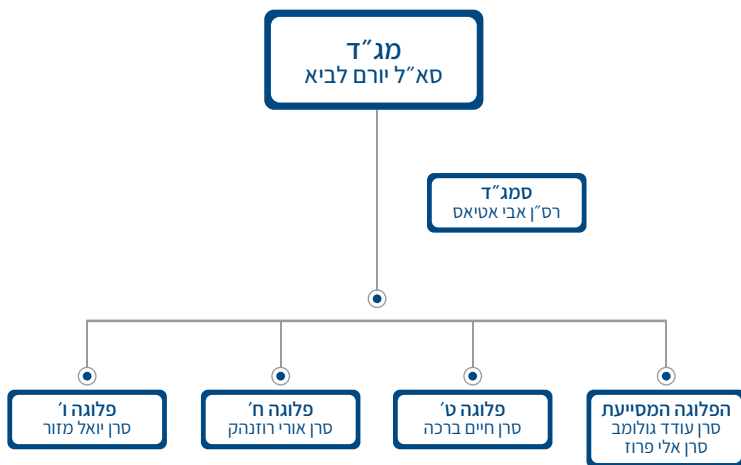 מג״ד
סא״ל יורם לביא
סמג״ד
רס״ן אבי אטיאס
הפלוגה המסייעת
סרן עודד גולומב
סרן אלי פרוז
פלוגה ט׳
סרן חיים ברכה
פלוגה ח׳
סרן אורי רוזנהק
פלוגה ו׳
סרן יואל מזור